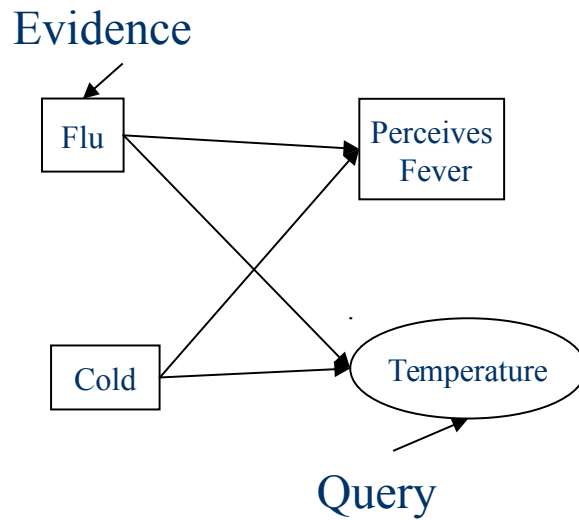 Evidence
Flu
Perceives
Fever
Cold
Temperature
Query